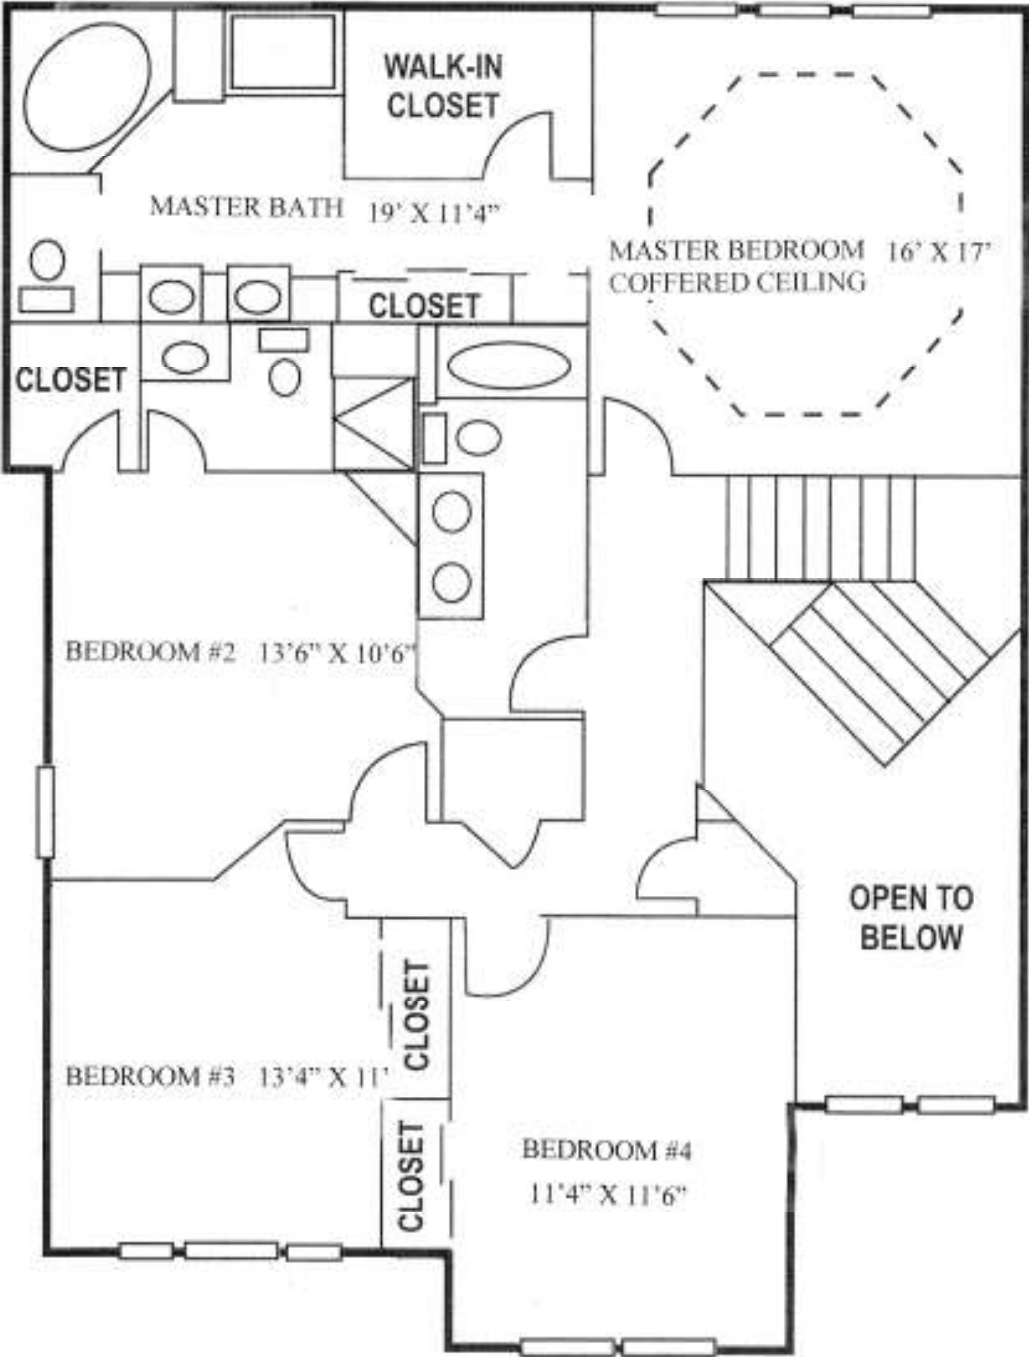 WALK-IN
CLOSET
MASTER BATH 19' X 11'4”
MASTER BEDROOM 16' X 17'
COFFERED CEILING
CLOSET
CLOSET
BEDROOM #2 13'6” X 10'6”
OPEN TO
BELOW
CLOSET
BEDROOM #3 13'4” X 11'
CLOSET
BEDROOM #4
11'4” X 11'6”